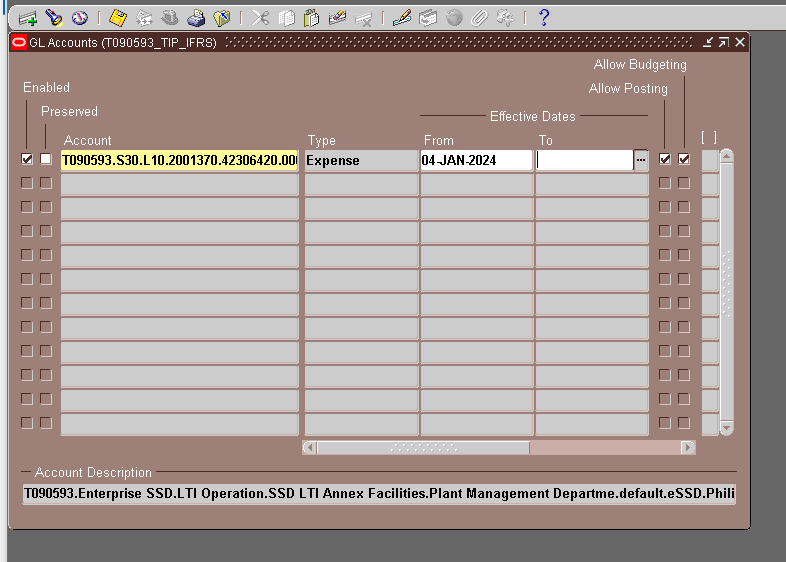 GL Accounts (T090593_TIP_IFRS)
Allow Budgeting
Enabled
Allow Posting
Preserved
Effective Dates
Account
Type
From
To
[ ]
T090593.S30.L10.2001370.42306420.00
Expense
04-JAN-2024
...
Account Description
T090593.Enterprise SSD.LTI Operation.SSD LTI Annex Facilities.Plant Management Departme.default.eSSD.Phili